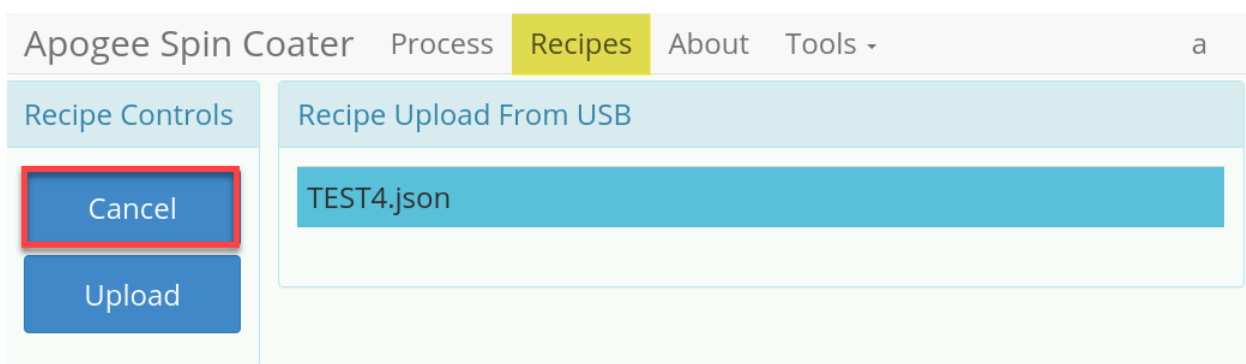 Apogee Spin Coater Process Recipes About Tools a
Recipe Controls
Recipe Upload From USB
Cancel
TEST4.json
Upload